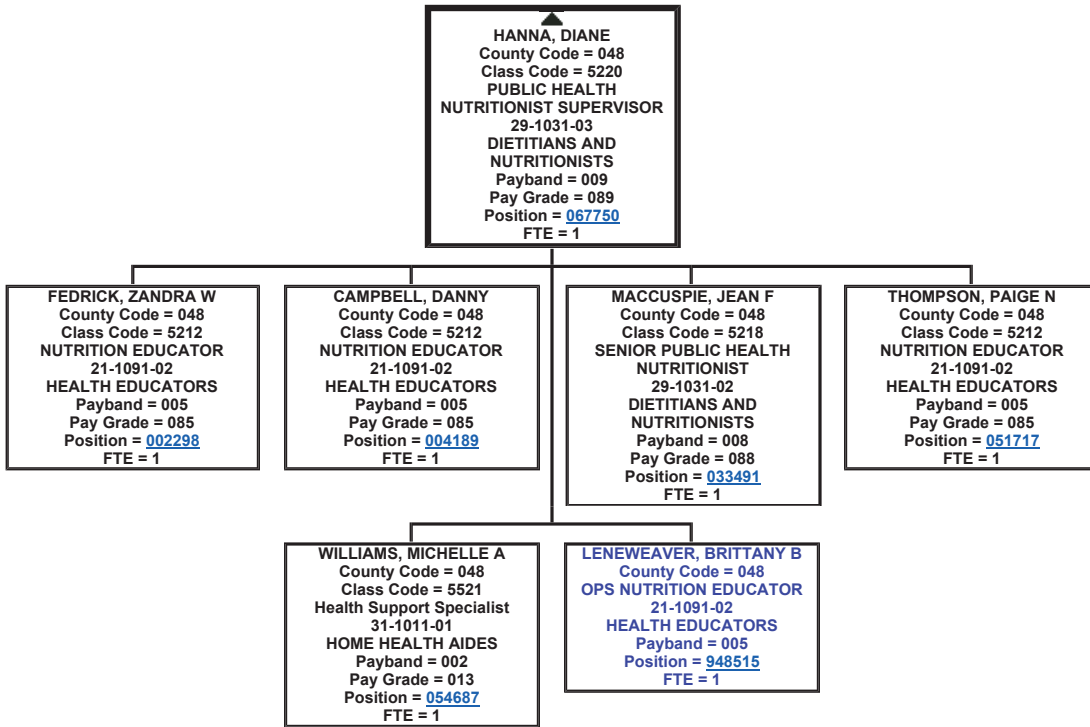 HANNA, DIANE
County Code = 048
Class Code = 5220
PUBLIC HEALTH
NUTRITIONIST SUPERVISOR
29-1031-03
DIETITIANS AND
NUTRITIONISTS
Payband = 009
Pay Grade = 089
Position = 067750
FTE = 1
FEDRICK, ZANDRA W
County Code = 048
Class Code = 5212
NUTRITION EDUCATOR
21-1091-02
HEALTH EDUCATORS
Payband = 005
Pay Grade = 085
Position = 002298
FTE = 1
CAMPBELL, DANNY
County Code = 048
Class Code = 5212
NUTRITION EDUCATOR
21-1091-02
HEALTH EDUCATORS
Payband = 005
Pay Grade = 085
Position = 004189
FTE = 1
MACCUSPIE, JEAN F
County Code = 048
Class Code = 5218
SENIOR PUBLIC HEALTH
NUTRITIONIST
29-1031-02
DIETITIANS AND
NUTRITIONISTS
Payband = 008
Pay Grade = 088
Position = 033491
FTE = 1
THOMPSON, PAIGE N
County Code = 048
Class Code = 5212
NUTRITION EDUCATOR
21-1091-02
HEALTH EDUCATORS
Payband = 005
Pay Grade = 085
Position = 051717
FTE = 1
WILLIAMS, MICHELLE A
County Code = 048
Class Code = 5521
Health Support Specialist
31-1011-01
HOME HEALTH AIDES
Payband = 002
Pay Grade = 013
Position = 054687
FTE = 1
LENEWEAVER, BRITTANY B
County Code = 048
OPS NUTRITION EDUCATOR
21-1091-02
HEALTH EDUCATORS
Payband = 005
Position = 948515
FTE = 1